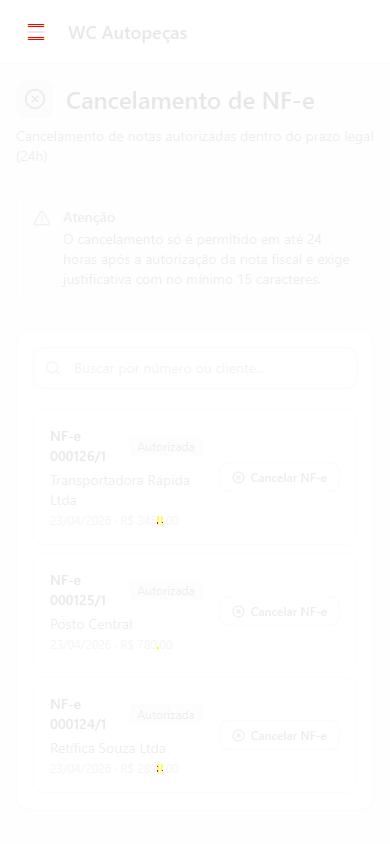 WC Autopeças
Cancelamento de NF-e
Cancelamento de notas autorizadas dentro do prazo legal
(24h)
Atenção
O cancelamento só é permitido em até 24
horas após a autorização da nota fiscal e exige
justificativa com no mínimo 15 caracteres.
Buscar por número ou cliente...
NF-e
000126/1
Autorizada
Transportadora Rápida
Ltda
23/04/2026 · R$
Cancelar NF-e
NF-e
000125/1
Autorizada
Posto Central
23/04/2026 · R$ 789,00
Cancelar NF-e
NF-e
000124/1
Autorizada
Retífica Souza Ltda
23/04/2026 · R$
Cancelar NF-e